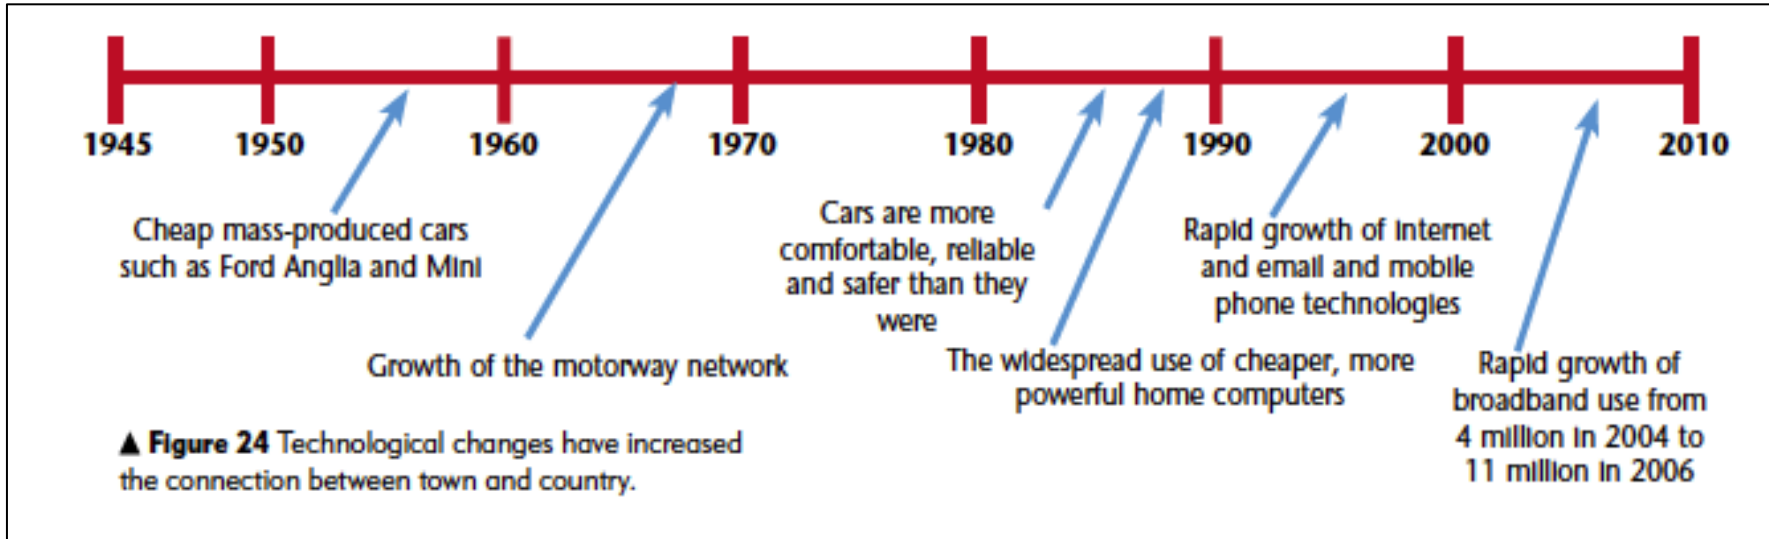 1945 1950 1960 1970 1980 1990 2000 2010
Cheap mass-produced cars
such as Ford Anglia and Mini
Growth of the motorway network
Cars are more
comfortable, reliable
and safer than they
were
The widespread use of cheaper, more
powerful home computers
Rapid growth of internet
and email and mobile
phone technologies
Rapid growth of
broadband use from
4 million in 2004 to
11 million in 2006
▲ Figure 24 Technological changes have increased
the connection between town and country.